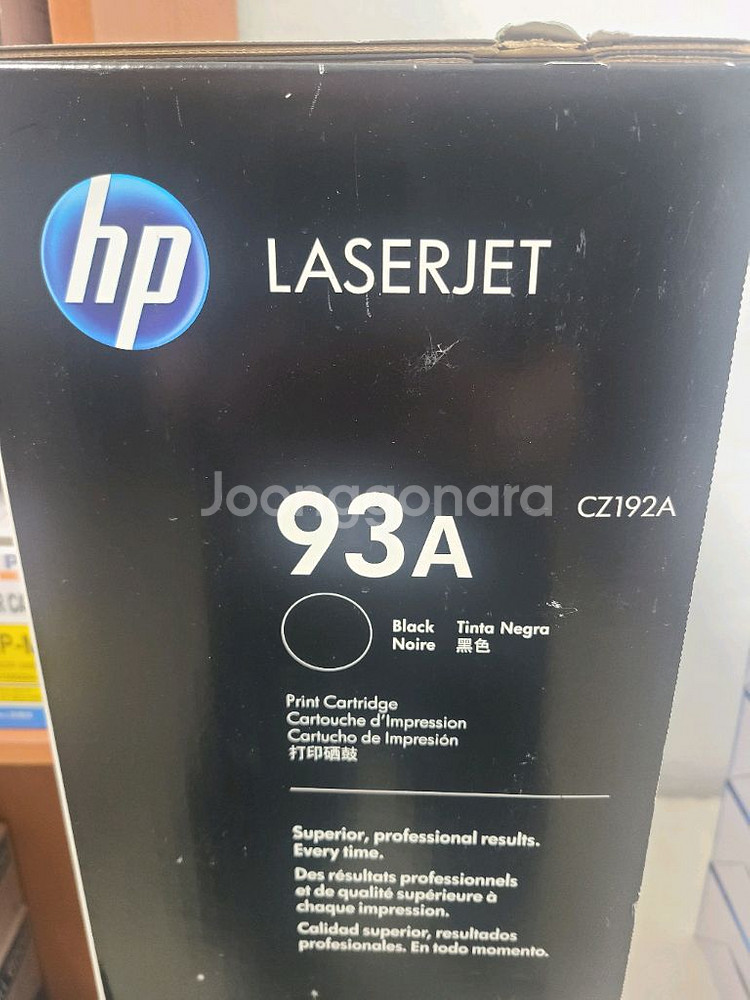 hp
LASERJET
Joonggonara
93A
CZ192A
Black Tinta Negra
Noire 黑色
Print Cartridge
Cartouche d'Impression
Cartucho de Impresión
打印硒鼓
Superior, professional results.
Every time.
Des résultats professionnels
et de qualité supérieure à
chaque impression.
Calidad superior, resultados
profesionales. En todo momento.